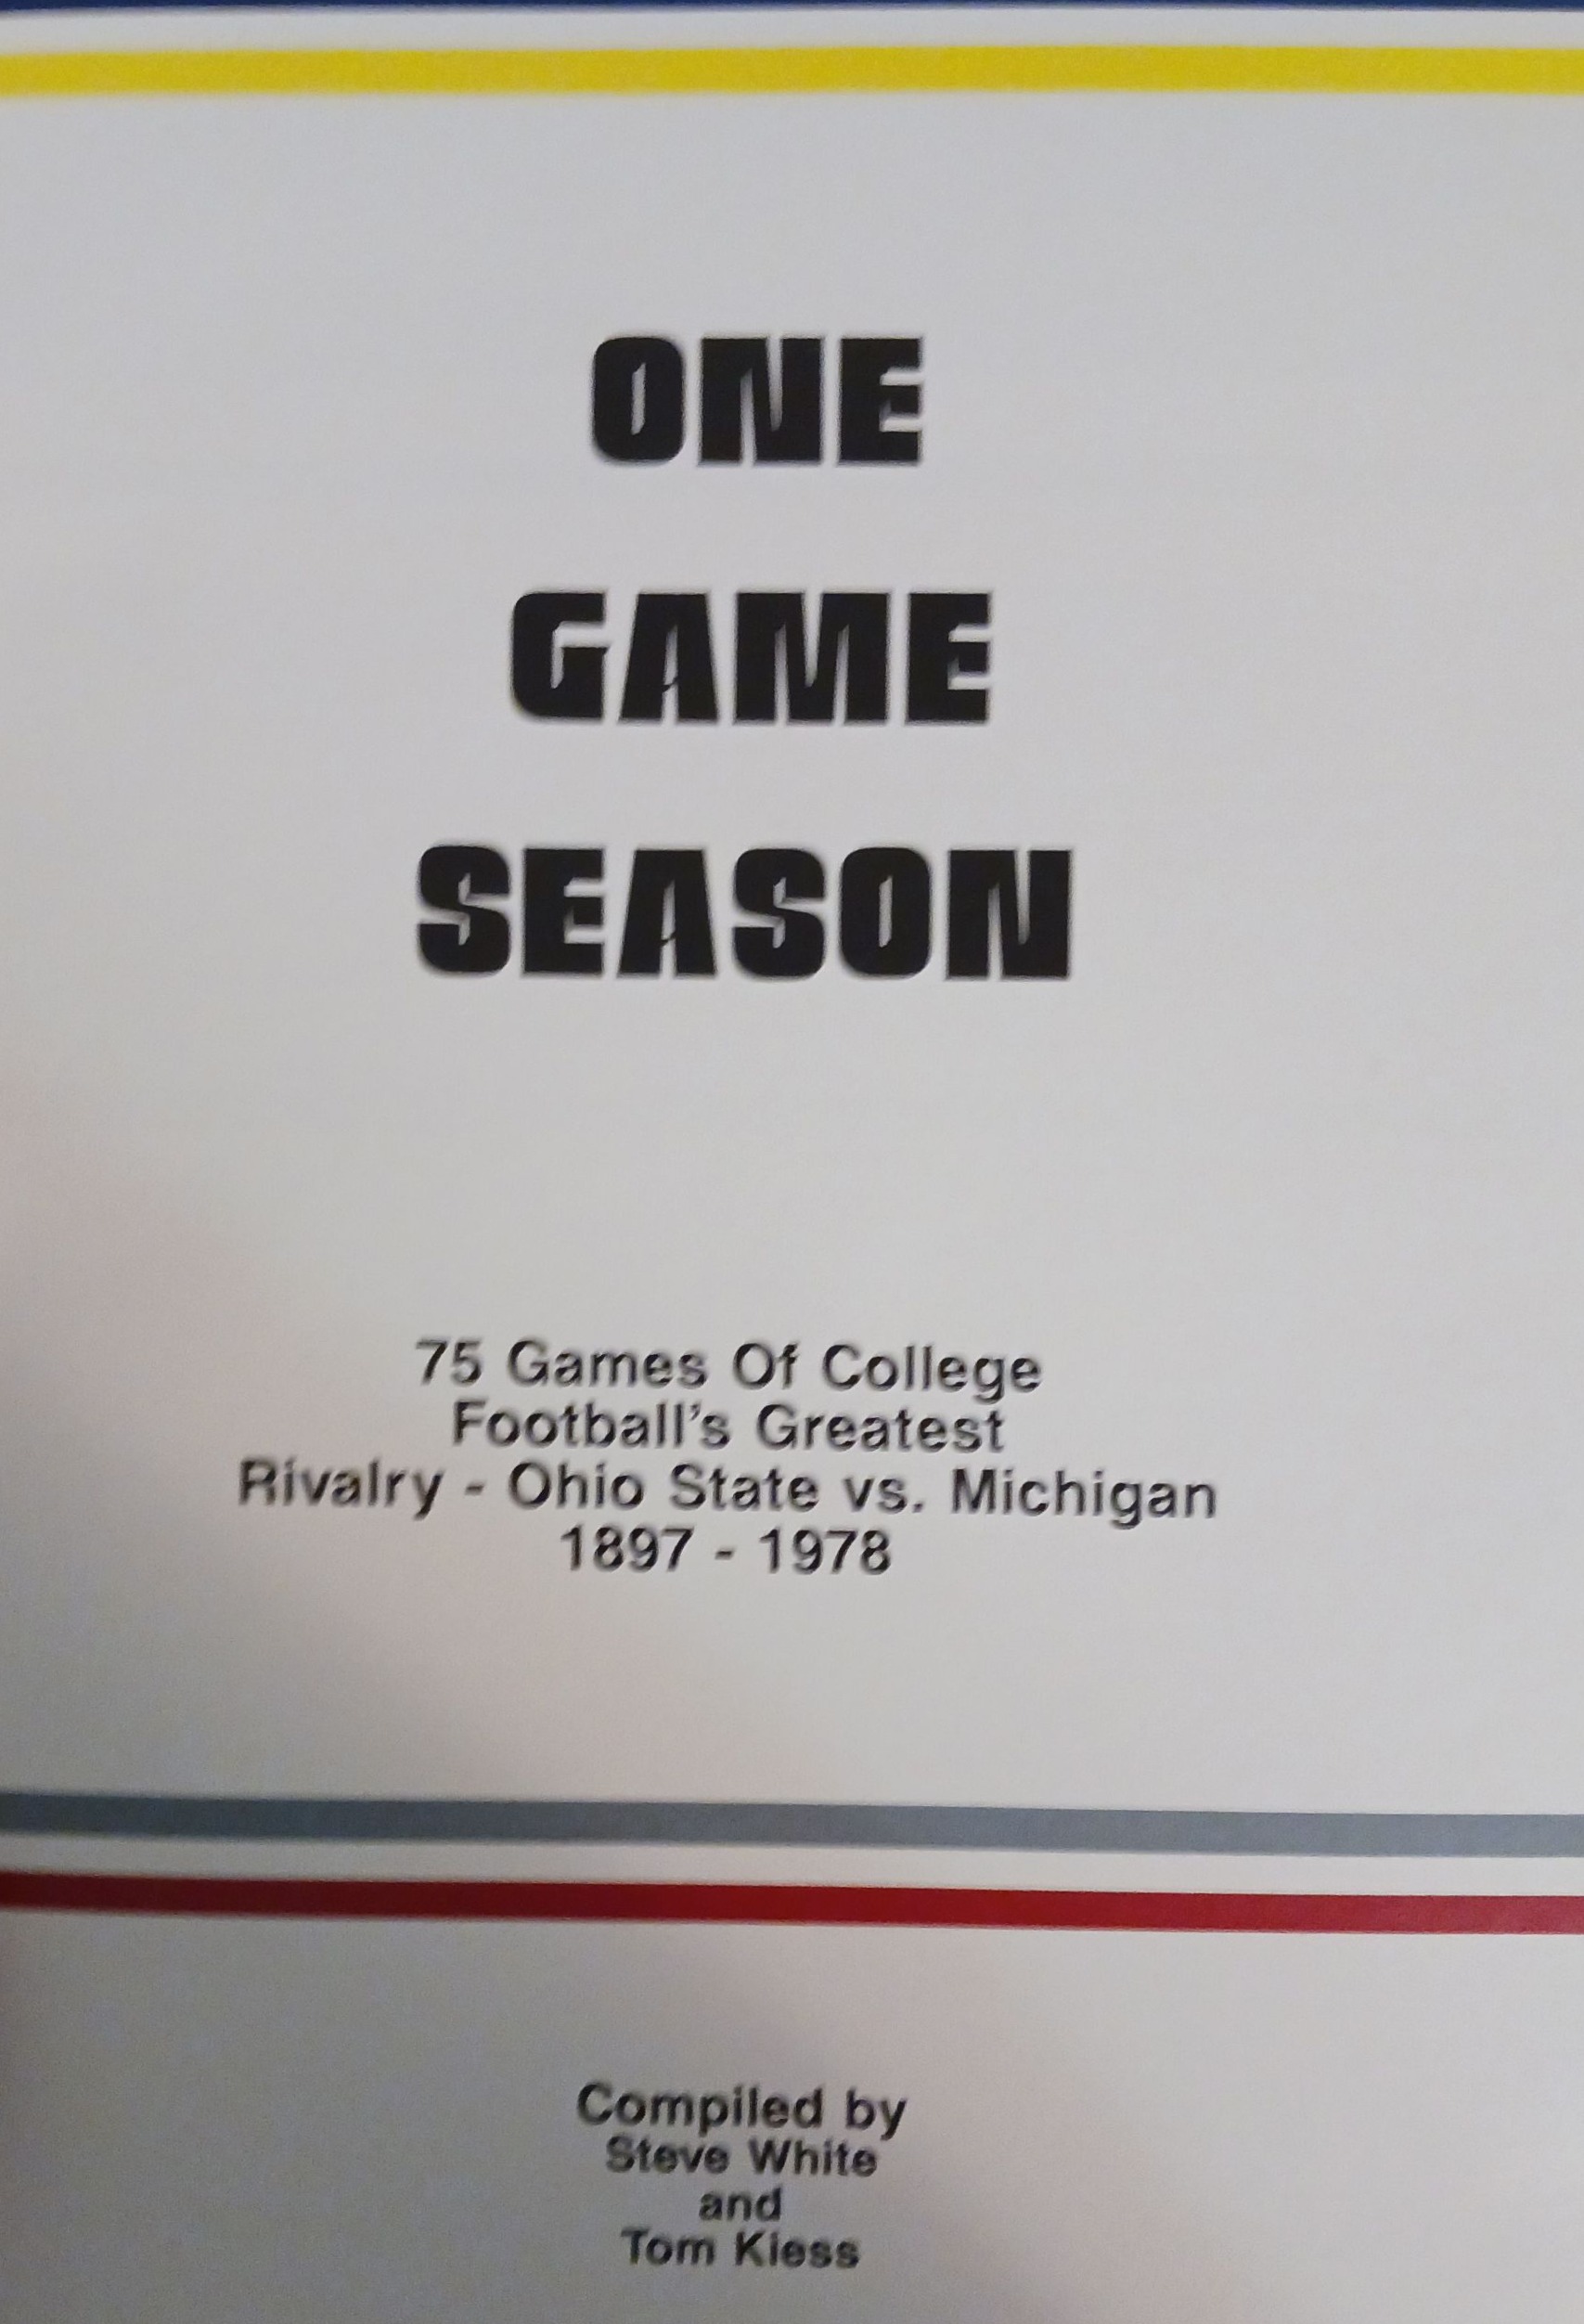 ONE
GAME
SEASON
75 Games Of College
Football's Greatest
Rivalry - Ohio State vs. Michigan
1897 - 1978
Compiled by
Steve White
and
Tom Kiess